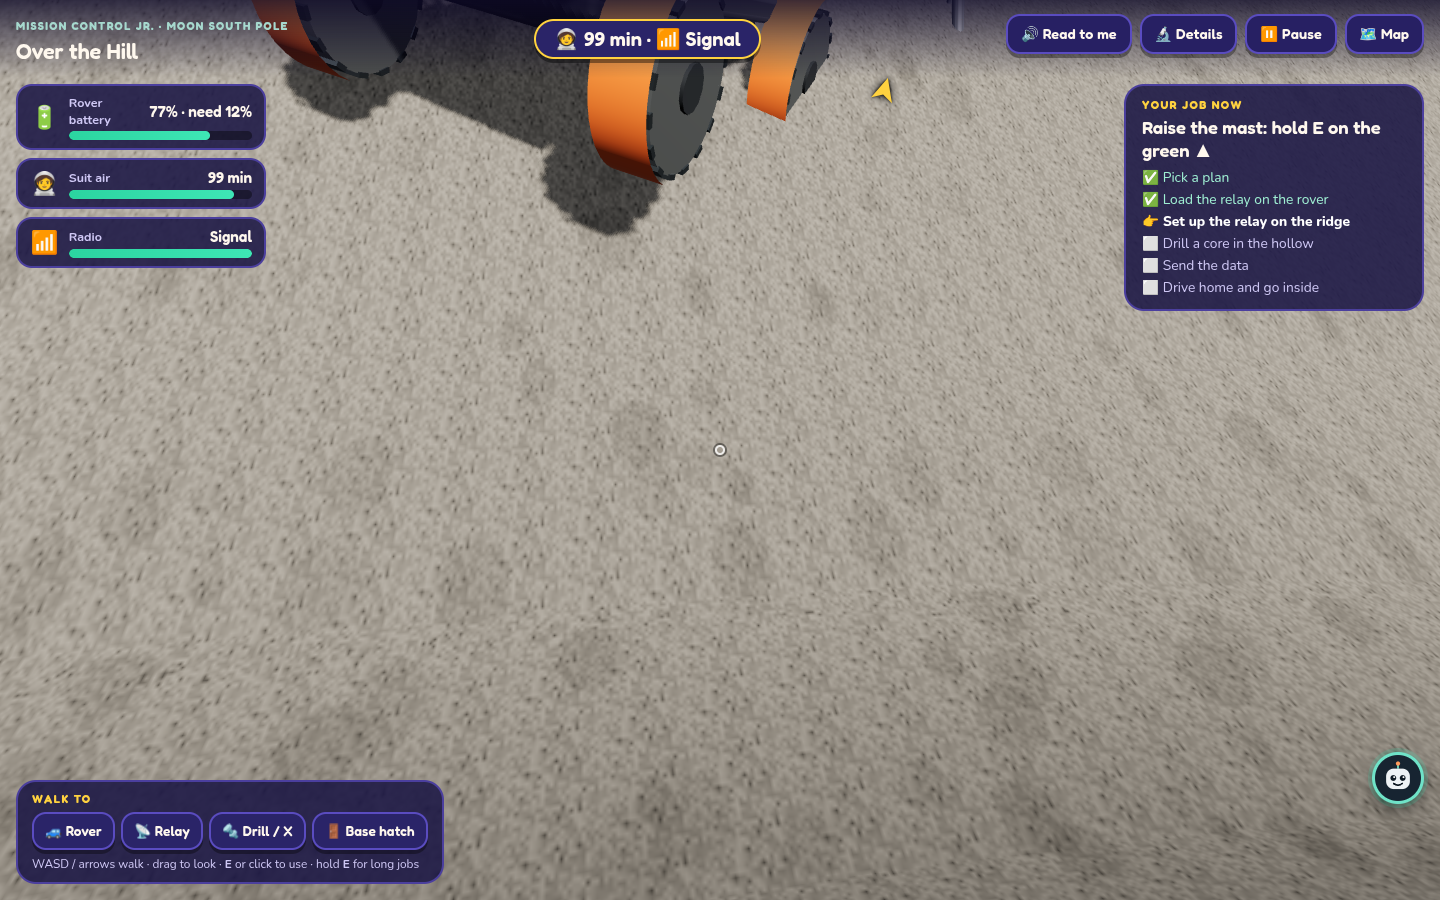 MISSION CONTROL JR. · MOON SOUTH POLE
Over the Hill
99 min · Signal
Read to me
Details
Pause
Map
Rover battery
77% · need 12%
Suit air
99 min
Radio
Signal
YOUR JOB NOW
Raise the mast: hold E on the
green ▲
Pick a plan
Load the relay on the rover
Set up the relay on the ridge
Drill a core in the hollow
Send the data
Drive home and go inside
WALK TO
Rover
Relay
Drill / X
Base hatch
WASD / arrows walk · drag to look · E or click to use · hold E for long jobs